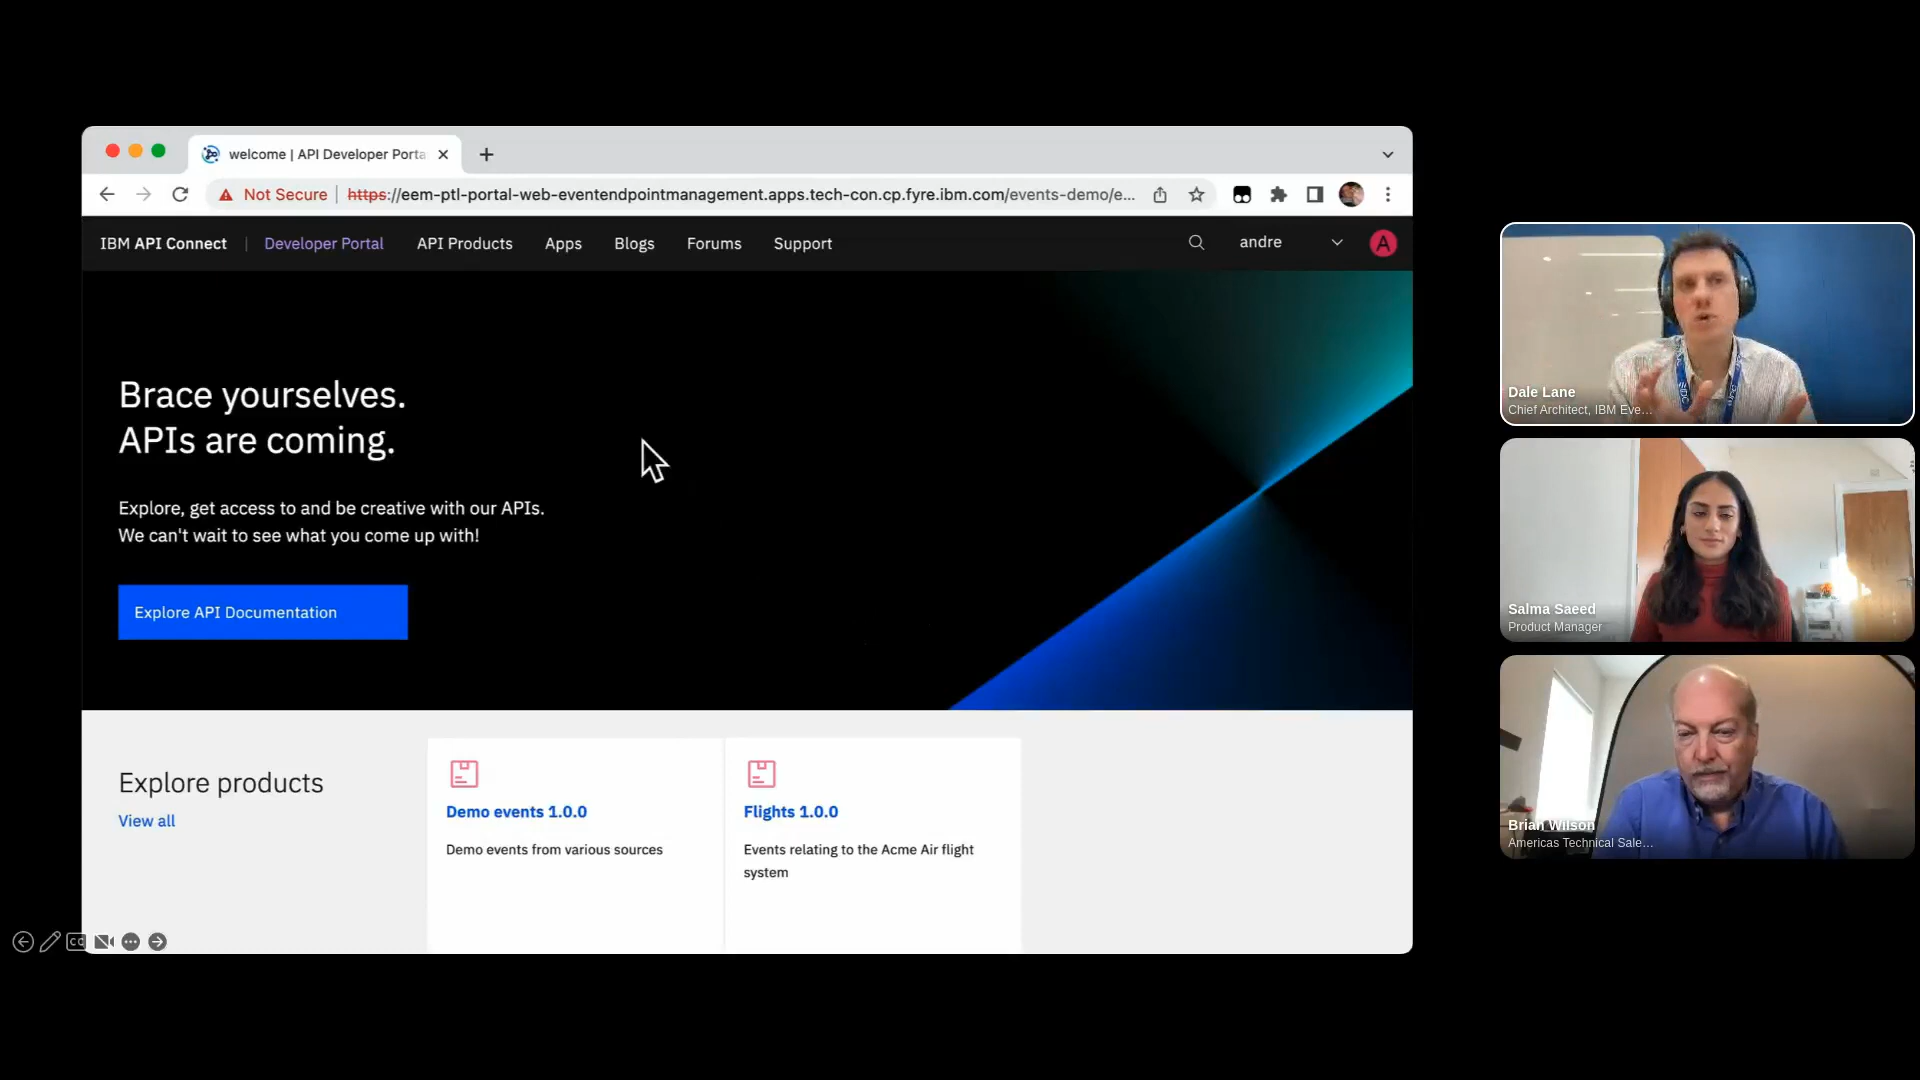 welcome | API Developer Porta
Not Secure
https://eem-ptl-portal-web-eventendpointmanagement.apps.tech-con.cp.fyre.ibm.com/events-demo/e...
IBM API Connect
Developer Portal
API Products
Apps
Blogs
Forums
Support
andre
A
Brace yourselves.
APIs are coming.
Explore, get access to and be creative with our APIs.
We can't wait to see what you come up with!
Explore API Documentation
Explore products
View all
Demo events 1.0.0
Demo events from various sources
Flights 1.0.0
Events relating to the Acme Air flight
system
CC
Dale Lane
Chief Architect, IBM Eve...
Salma Saeed
Product Manager
Brian Wilson
Americas Technical Sale...